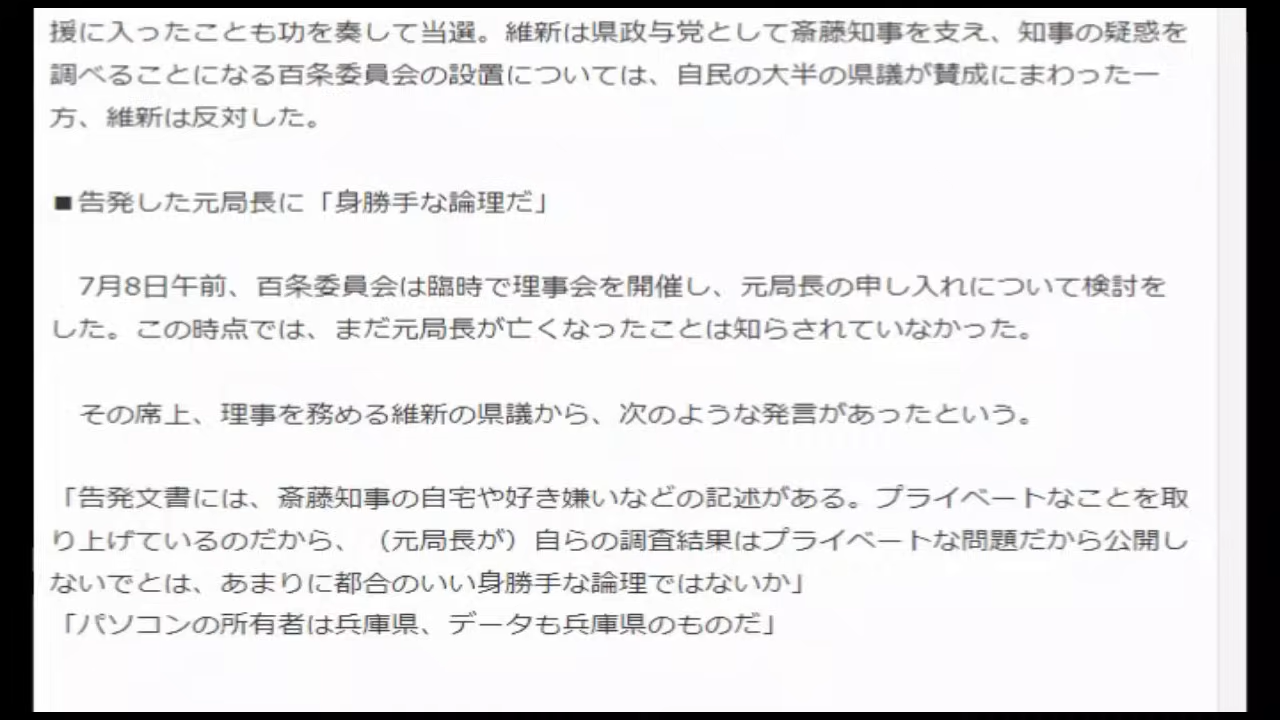 援に入ったことも功を奏して当選。維新は県政与党として斎藤知事を支え、知事の疑惑を
調べることになる百条委員会の設置については、自民の大半の県議が賛成にまわった一
方、維新は反対した。
■告発した元局長に「身勝手な論理だ」
7月8日午前、百条委員会は臨時で理事会を開催し、元局長の申し入れについて検討を
した。この時点では、まだ元局長が亡くなったことは知らされていなかった。
その席上、理事を務める維新の県議から、次のような発言があったという。
「告発文書には、斎藤知事の自宅や好き嫌いなどの記述がある。プライベートなことを取
り上げているのだから、（元局長が）自らの調査結果はプライベートな問題だから公開し
ないでとは、あまりに都合のいい身勝手な論理ではないか」
「パソコンの所有者は兵庫県、データも兵庫県のものだ」